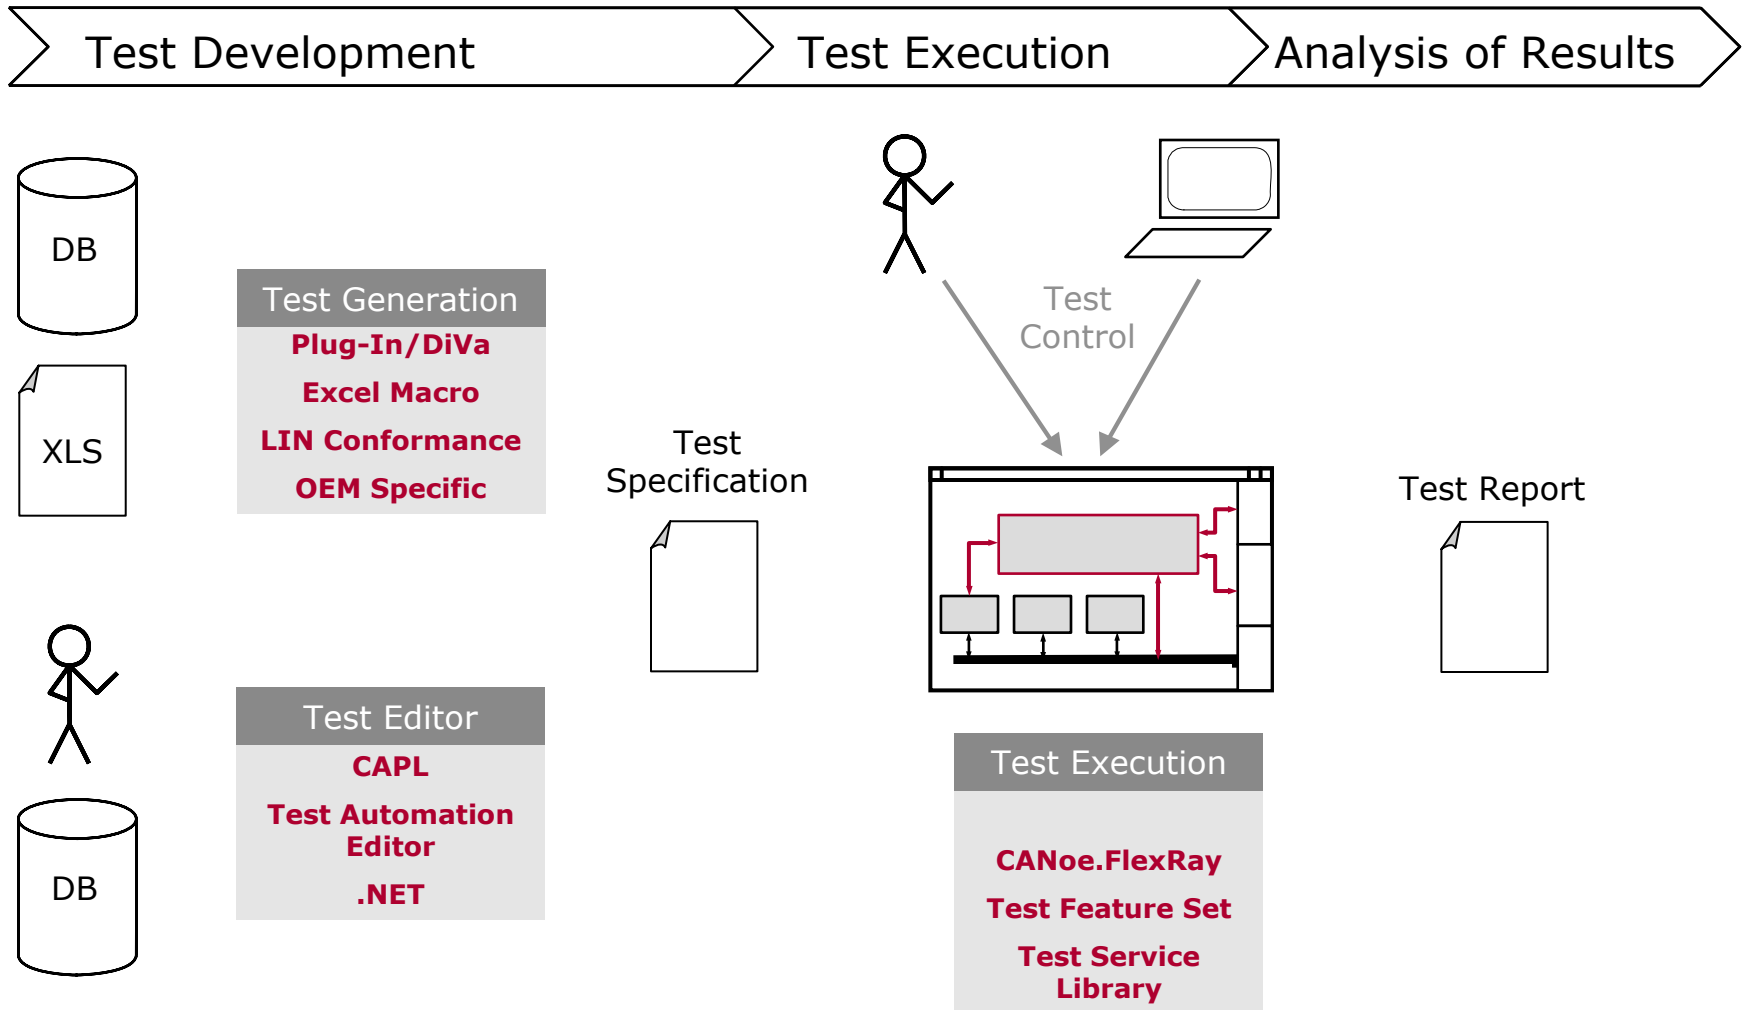 Test Development
Test Execution
Analysis of Results
DB
XLS
Test Generation
Plug-In/DiVa
Excel Macro
LIN Conformance
OEM Specific
Test
Specification
Test
Control
Test Report
DB
Test Editor
CAPL
Test Automation
Editor
.NET
Test Execution
CANoe.FlexRay
Test Feature Set
Test Service
Library